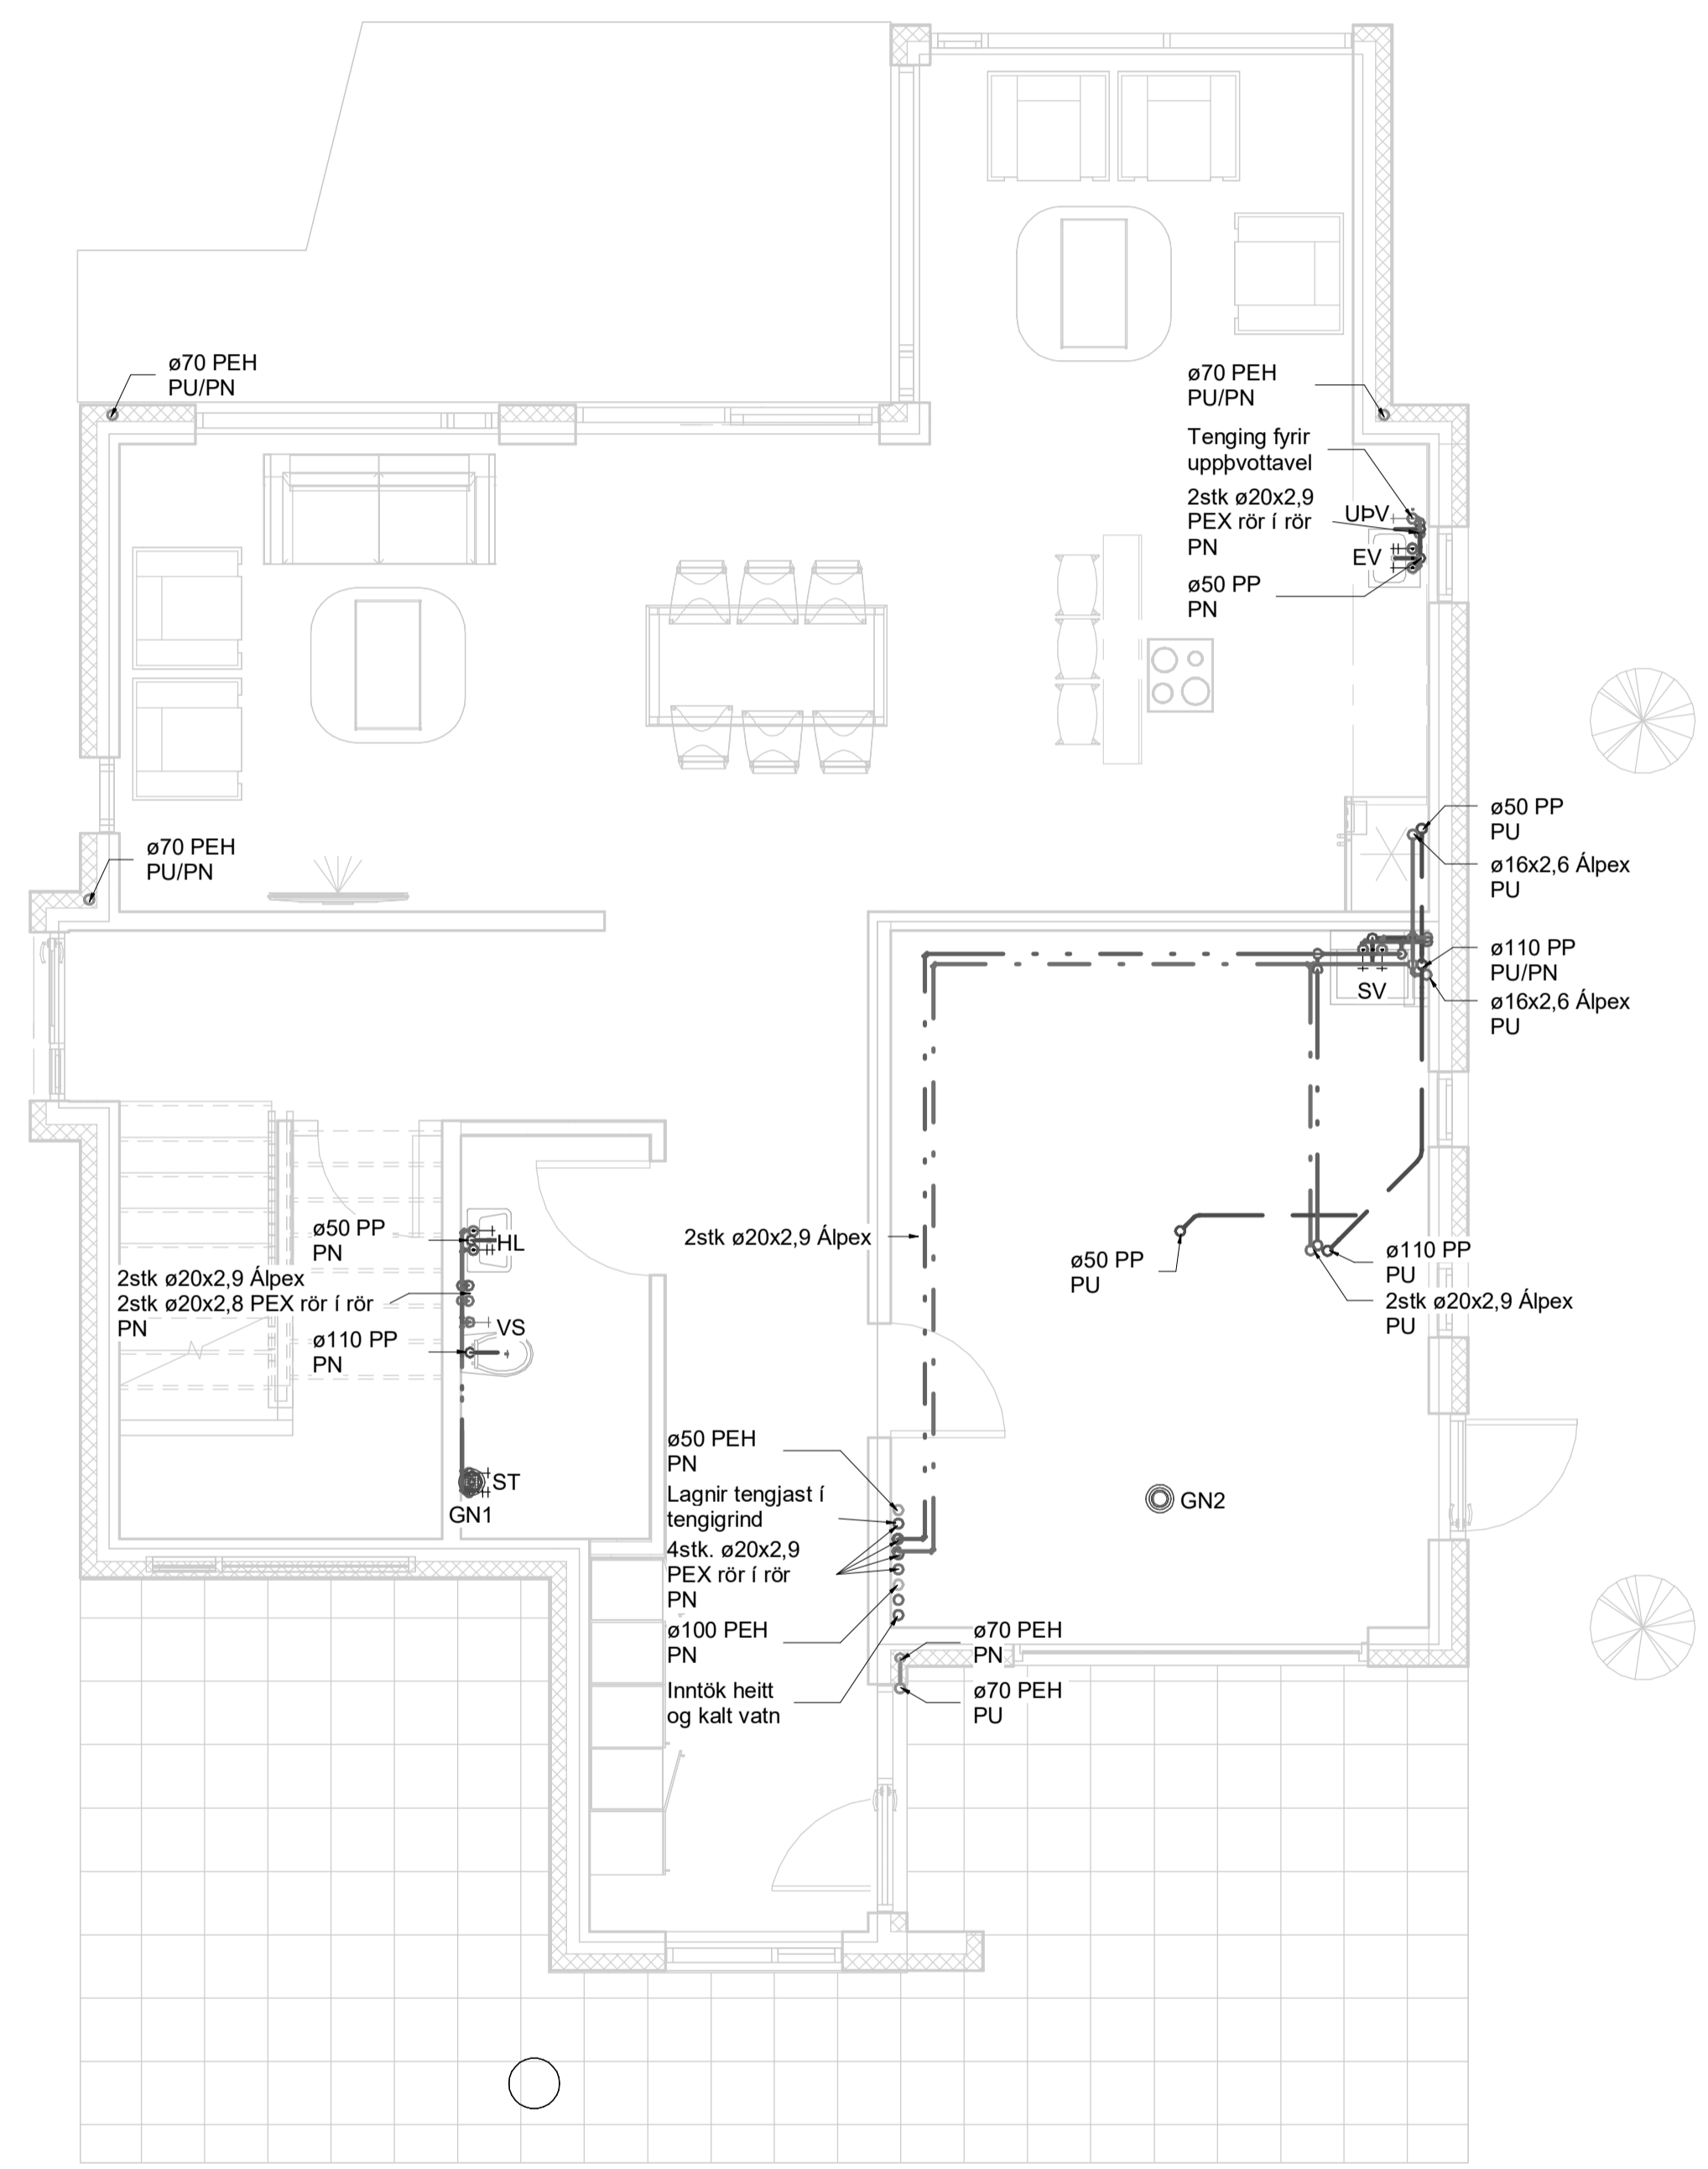 ø70 PEH
PU/PN
ø70 PEH
PU/PN
Tenging fyrir
uppþvottavel
2stk ø20x2,9
PEX rör í rör
PN
UÞV
EV
ø50 PP
PN
ø50 PP
PU
ø16x2,6 Álpex
PU
ø70 PEH
PU/PN
ø110 PP
PU/PN
ø16x2,6 Álpex
PU
SV
ø50 PP
PN
HL
2stk ø20x2,9 Álpex
2stk ø20x2,8 PEX rör í rör
PN
VS
ø110 PP
PN
2stk ø20x2,9 Álpex
ø50 PP
PU
ø110 PP
PU
2stk ø20x2,9 Álpex
PU
ST
GN1
ø50 PEH
PN
Lagnir tengjast í
tengigrind
4stk. ø20x2,9
PEX rör í rör
PN
GN2
ø100 PEH
PN
ø70 PEH
PN
Inntök heitt
og kalt vatn
ø70 PEH
PU